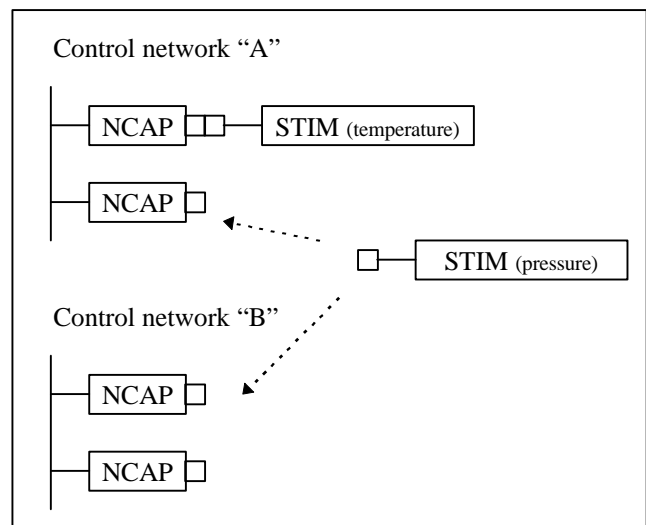 Control network “A”
NCAP
STIM (temperature)
NCAP
STIM (pressure)
Control network “B”
NCAP
NCAP